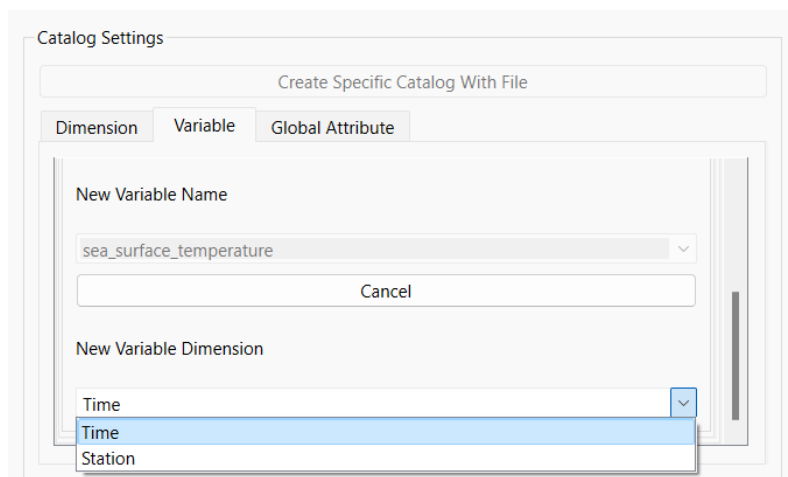 Catalog Settings
Create Specific Catalog With File
Dimension Variable Global Attribute
New Variable Name
sea_surface_temperature
Cancel
New Variable Dimension
Time
Time
Station